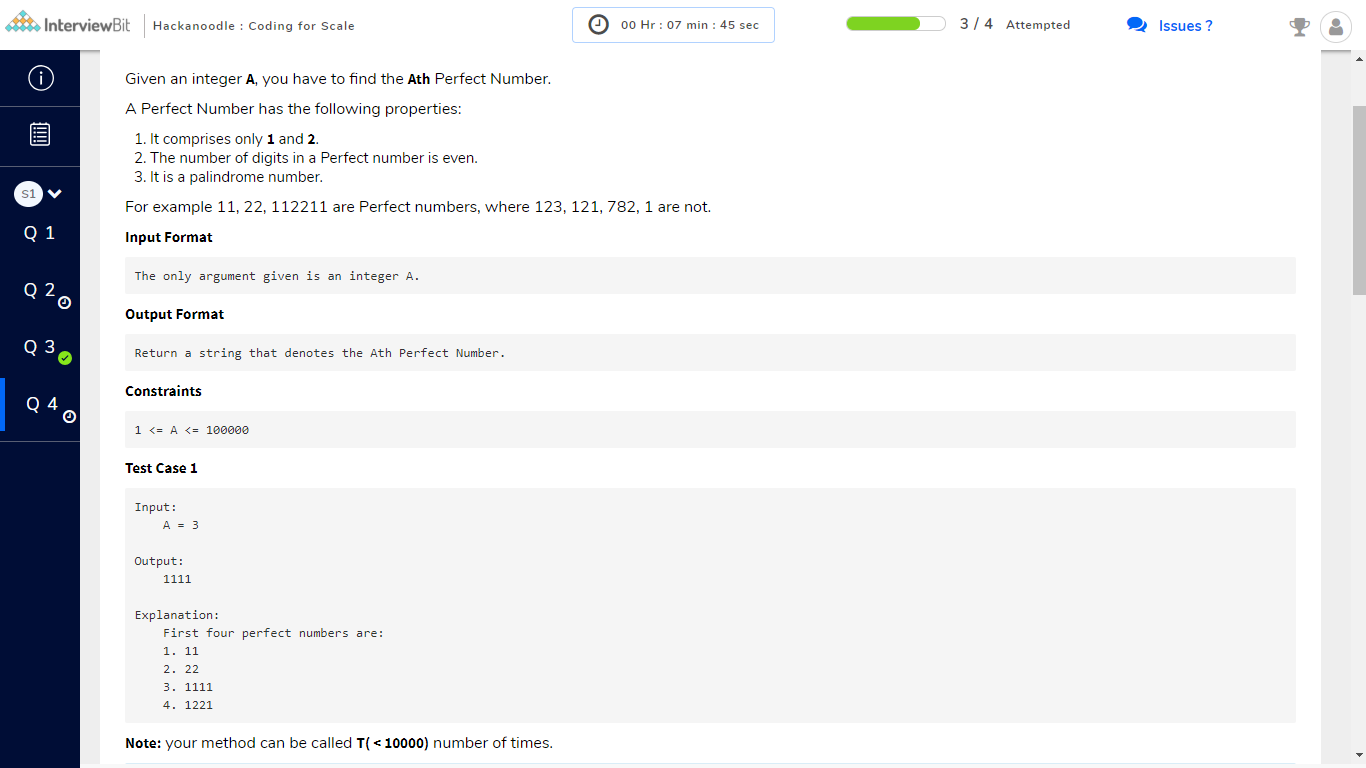 InterviewBit
Hackanoodle : Coding for Scale
00 Hr : 07 min : 45 sec
3 / 4 Attempted
Issues ?
S1
Q 1
Q 2
Q 3
Q 4
Given an integer A, you have to find the Ath Perfect Number.
A Perfect Number has the following properties:
1. It comprises only 1 and 2.
2. The number of digits in a Perfect number is even.
3. It is a palindrome number.
For example 11, 22, 112211 are Perfect numbers, where 123, 121, 782, 1 are not.
Input Format
The only argument given is an integer A.
Output Format
Return a string that denotes the Ath Perfect Number.
Constraints
1 <= A <= 100000
Test Case 1
Input:
A = 3
Output:
1111
Explanation:
First four perfect numbers are:
1. 11
2. 22
3. 1111
4. 1221
Note: your method can be called T( < 10000) number of times.